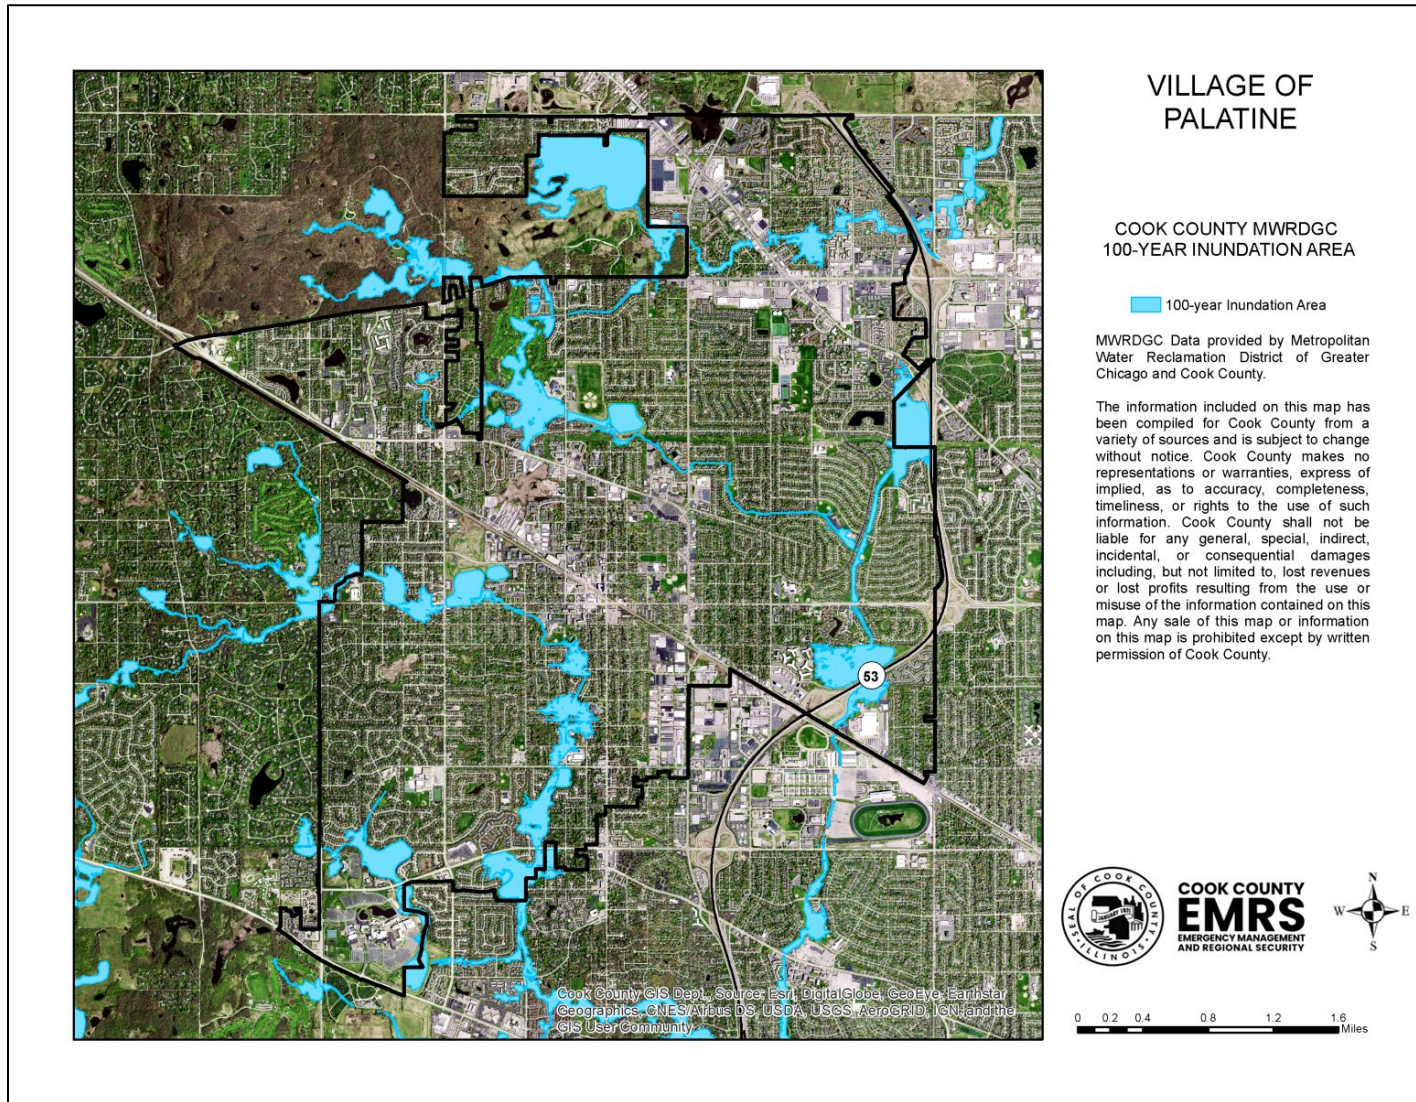 VILLAGE OF
PALATINE
COOK COUNTY MWRDGC
100-YEAR INUNDATION AREA
100-year Inundation Area
MWRDGC Data provided by Metropolitan
Water Reclamation District of Greater
Chicago and Cook County.
The information included on this map has
been compiled for Cook County from a
variety of sources and is subject to change
without notice. Cook County makes no
representations or warranties, express of
implied, as to accuracy, completeness,
timeliness, or rights to the use of such
information. Cook County shall not be
liable for any general, special, indirect,
incidental, or consequential damages
including, but not limited to, lost revenues
or lost profits resulting from the use or
misuse of the information contained on this
map. Any sale of this map or information
on this map is prohibited except by written
permission of Cook County.
53
SEAL OF COOK COUNTY
JANUARY 1831
ILLINOIS
COOK COUNTY
EMRS
EMERGENCY MANAGEMENT
AND REGIONAL SECURITY
N
W E
S
0 0.2 0.4 0.8 1.2 1.6
Miles
Cook County GIS Dept., Source: Esri, DigitalGlobe, GeoEye, Earthstar
Geographics, CNES/Airbus DS, USDA, USGS, AeroGRID, IGN, and the
GIS User Community